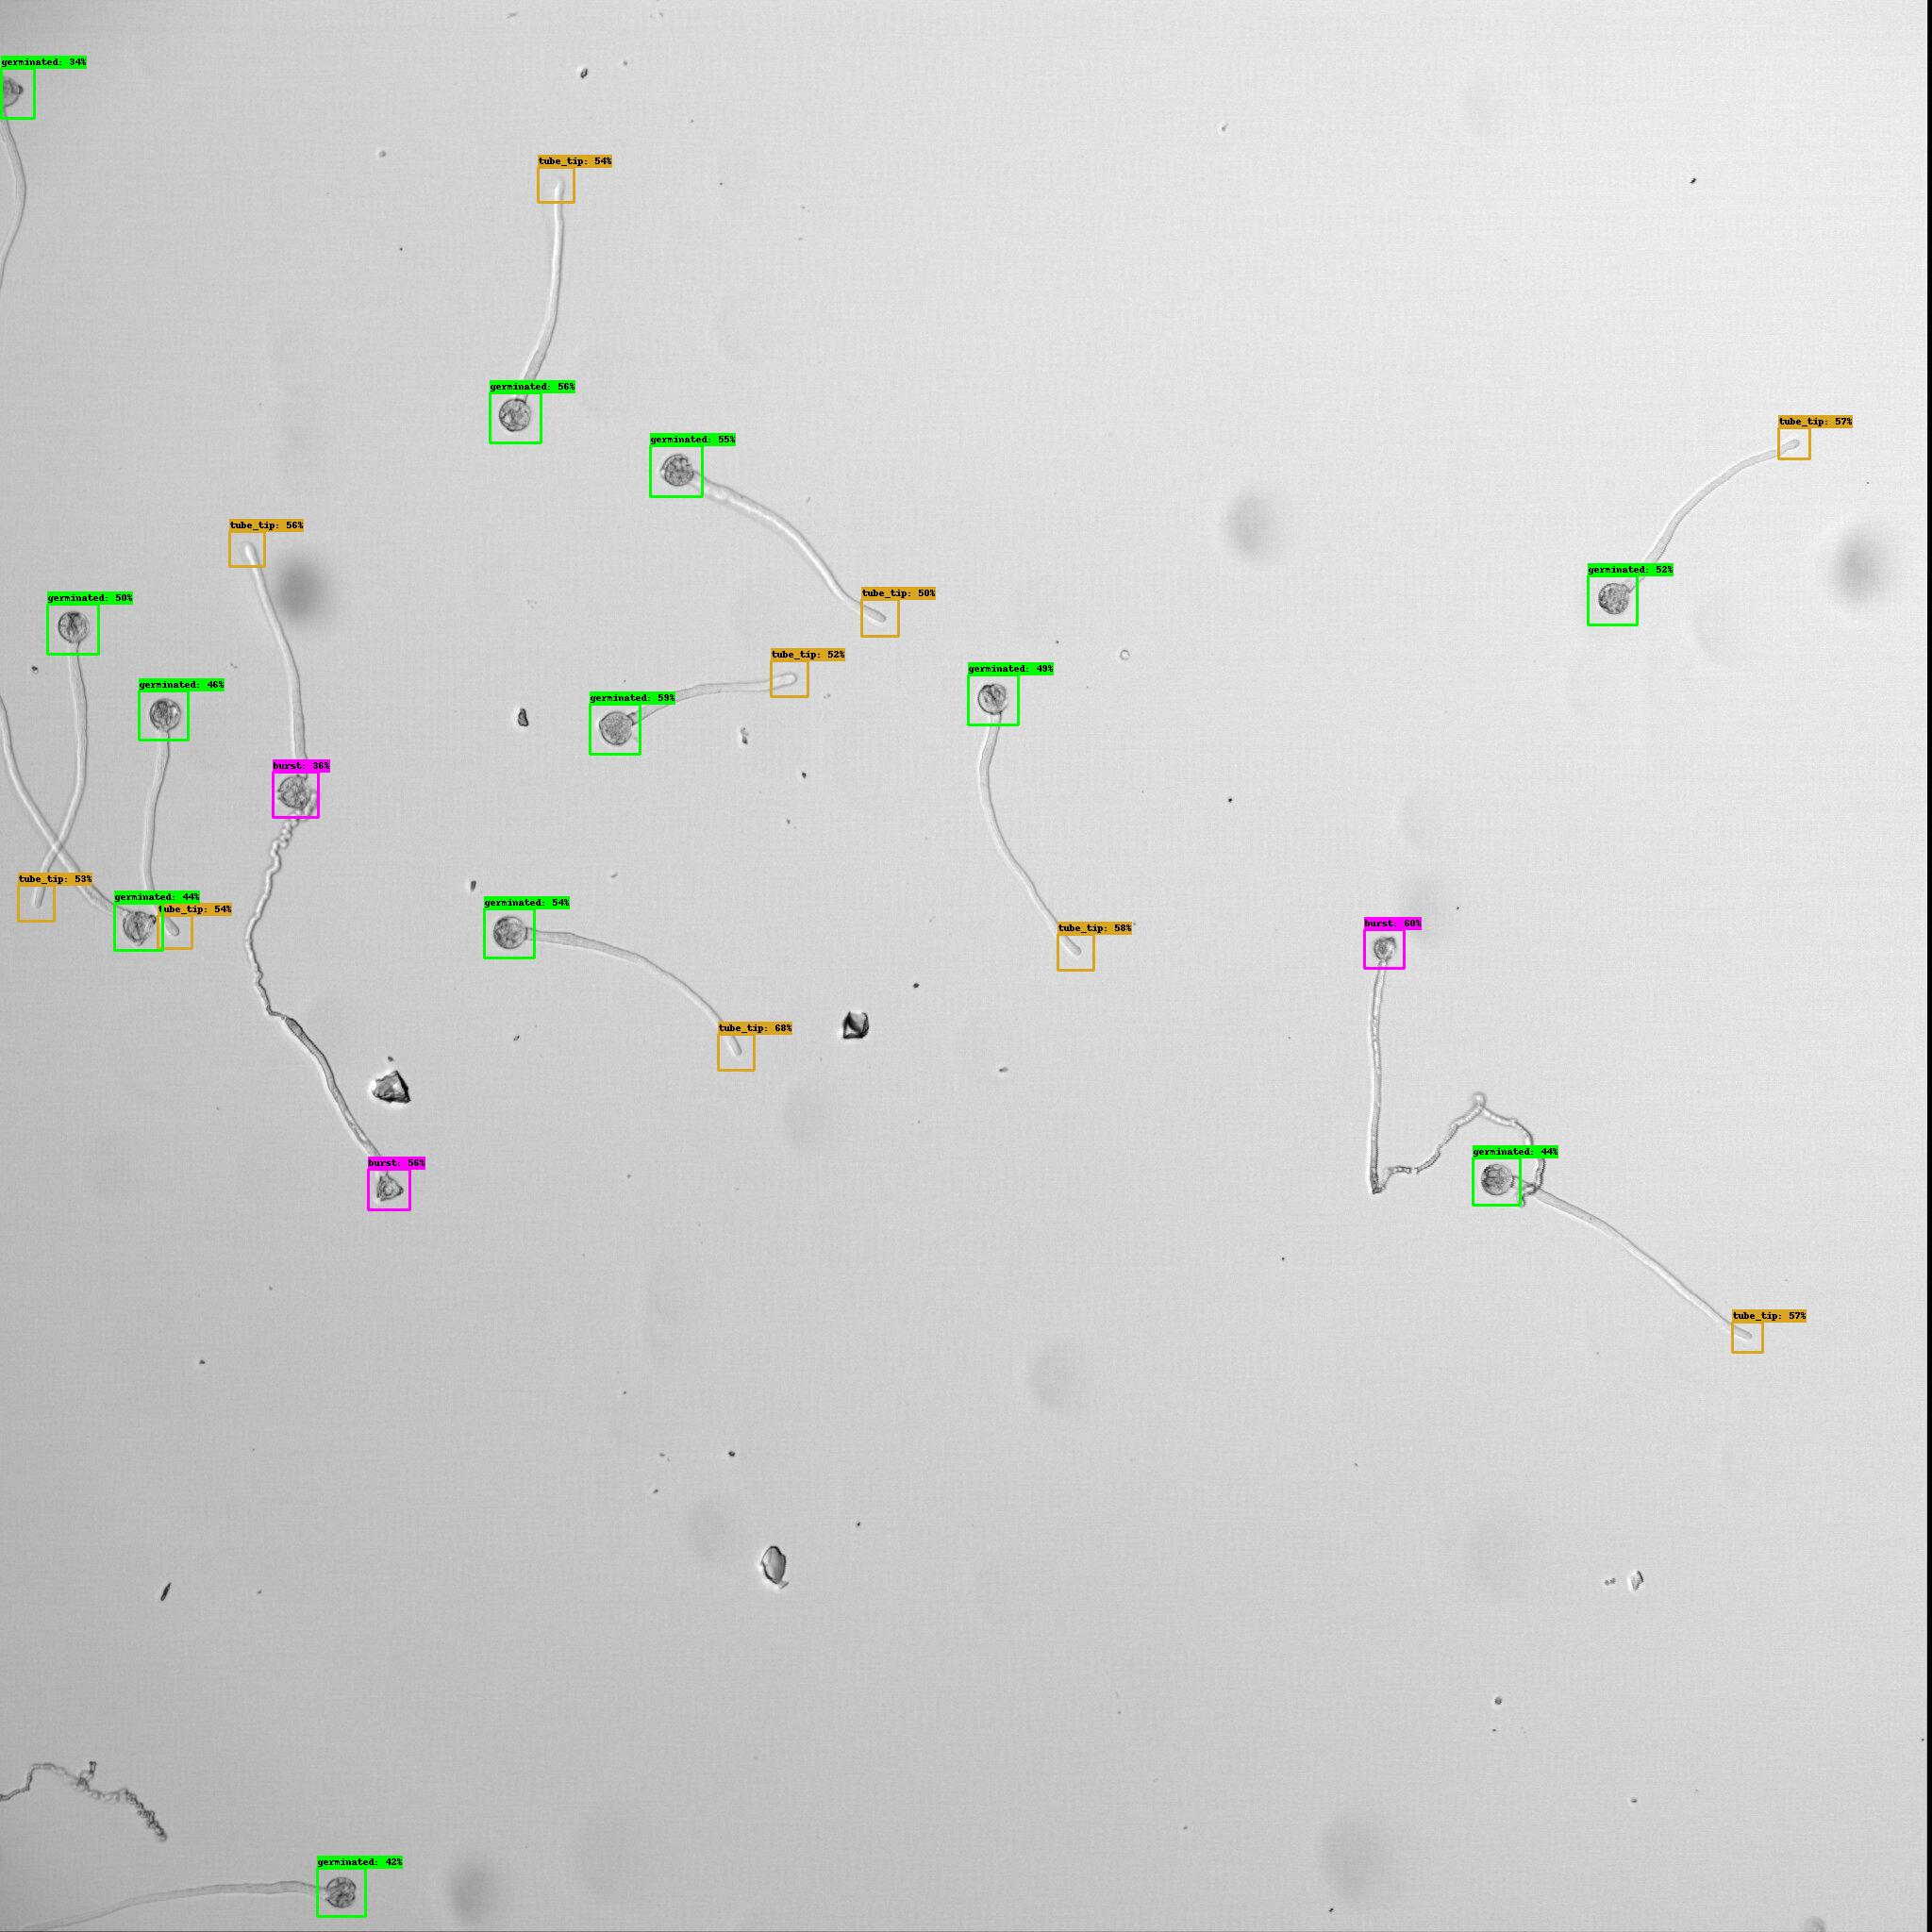 germinated: 34%
tube_tip: 54%
germinated: 56%
tube_tip: 57%
germinated: 55%
tube_tip: 56%
germinated: 52%
tube_tip: 50%
germinated: 50%
tube_tip: 52%
germinated: 49%
germinated: 46%
germinated: 59%
burst: 36%
tube_tip: 53%
germinated: 44%
tube_tip: 54%
germinated: 54%
burst: 60%
tube_tip: 58%
tube_tip: 68%
germinated: 44%
burst: 56%
tube_tip: 57%
germinated: 42%